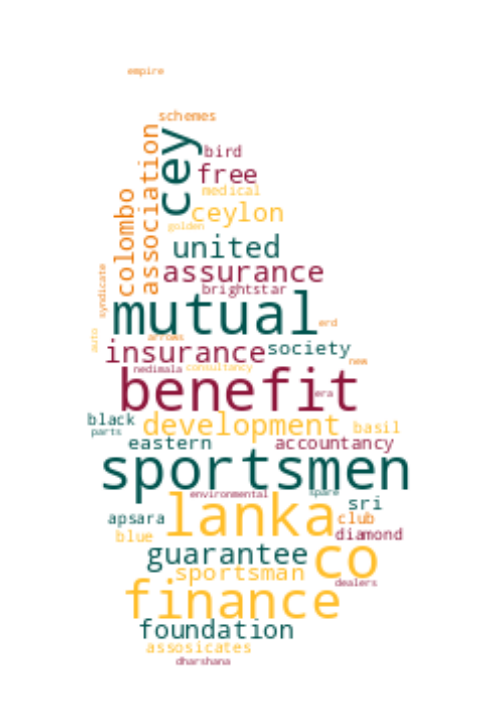 empire
schemes
cey
association
bird
free
medical
colombo
ceylon
golden
united
assurance
syndicate
brightstar
mutual
erd
auto
arrows
insurance
society
new
nedimala
consultancy
benefit
era
black
development
basil
parts
eastern
accountancy
sportsmen
environmental
spare
lanka
sri
apsara
club
blue
diamond
guarantee
co
sportsman
dealers
finance
foundation
assosicates
dharshana